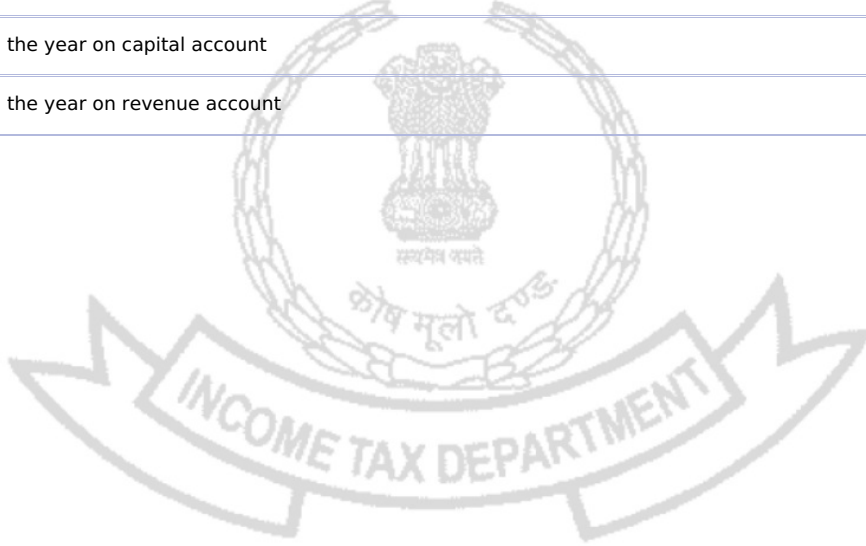 the year on capital account
the year on revenue account
सत्यमेव जयते
कोष मूलो दण्ड:
INCOME TAX DEPARTMENT